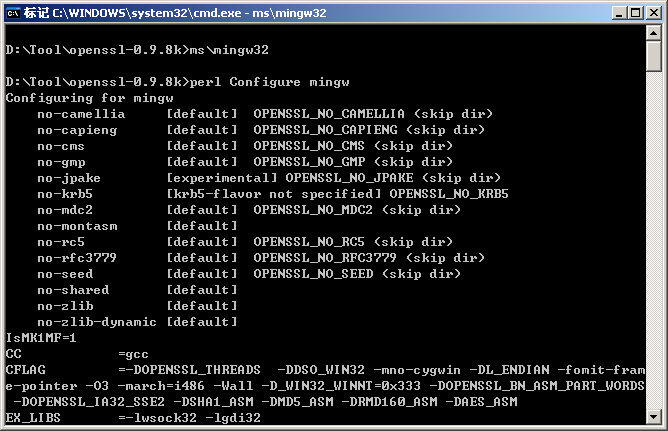 标记 C:\WINDOWS\system32\cmd.exe - ms\mingw32
D:\Tool\openssl-0.9.8k>ms\mingw32
D:\Tool\openssl-0.9.8k>perl Configure mingw
Configuring for mingw
    no-camellia     [default]  OPENSSL_NO_CAMELLIA (skip dir)
    no-capieng      [default]  OPENSSL_NO_CAPIENG (skip dir)
    no-cms          [default]  OPENSSL_NO_CMS (skip dir)
    no-gmp          [default]  OPENSSL_NO_GMP (skip dir)
    no-jpake        [experimental] OPENSSL_NO_JPAKE (skip dir)
    no-krb5         [krb5-flavor not specified] OPENSSL_NO_KRB5
    no-mdc2         [default]  OPENSSL_NO_MDC2 (skip dir)
    no-montasm      [default]
    no-rc5          [default]  OPENSSL_NO_RC5 (skip dir)
    no-rfc3779      [default]  OPENSSL_NO_RFC3779 (skip dir)
    no-seed         [default]  OPENSSL_NO_SEED (skip dir)
    no-shared       [default]
    no-zlib         [default]
    no-zlib-dynamic [default]
IsMK1MF=1
CC            =gcc
CFLAG         =-DOPENSSL_THREADS  -DDSO_WIN32 -mno-cygwin -DL_ENDIAN -fomit-fram
e-pointer -O3 -march=i486 -Wall -D_WIN32_WINNT=0x333 -DOPENSSL_BN_ASM_PART_WORDS
 -DOPENSSL_IA32_SSE2 -DSHA1_ASM -DMD5_ASM -DRMD160_ASM -DAES_ASM
EX_LIBS       =-lwsock32 -lgdi32